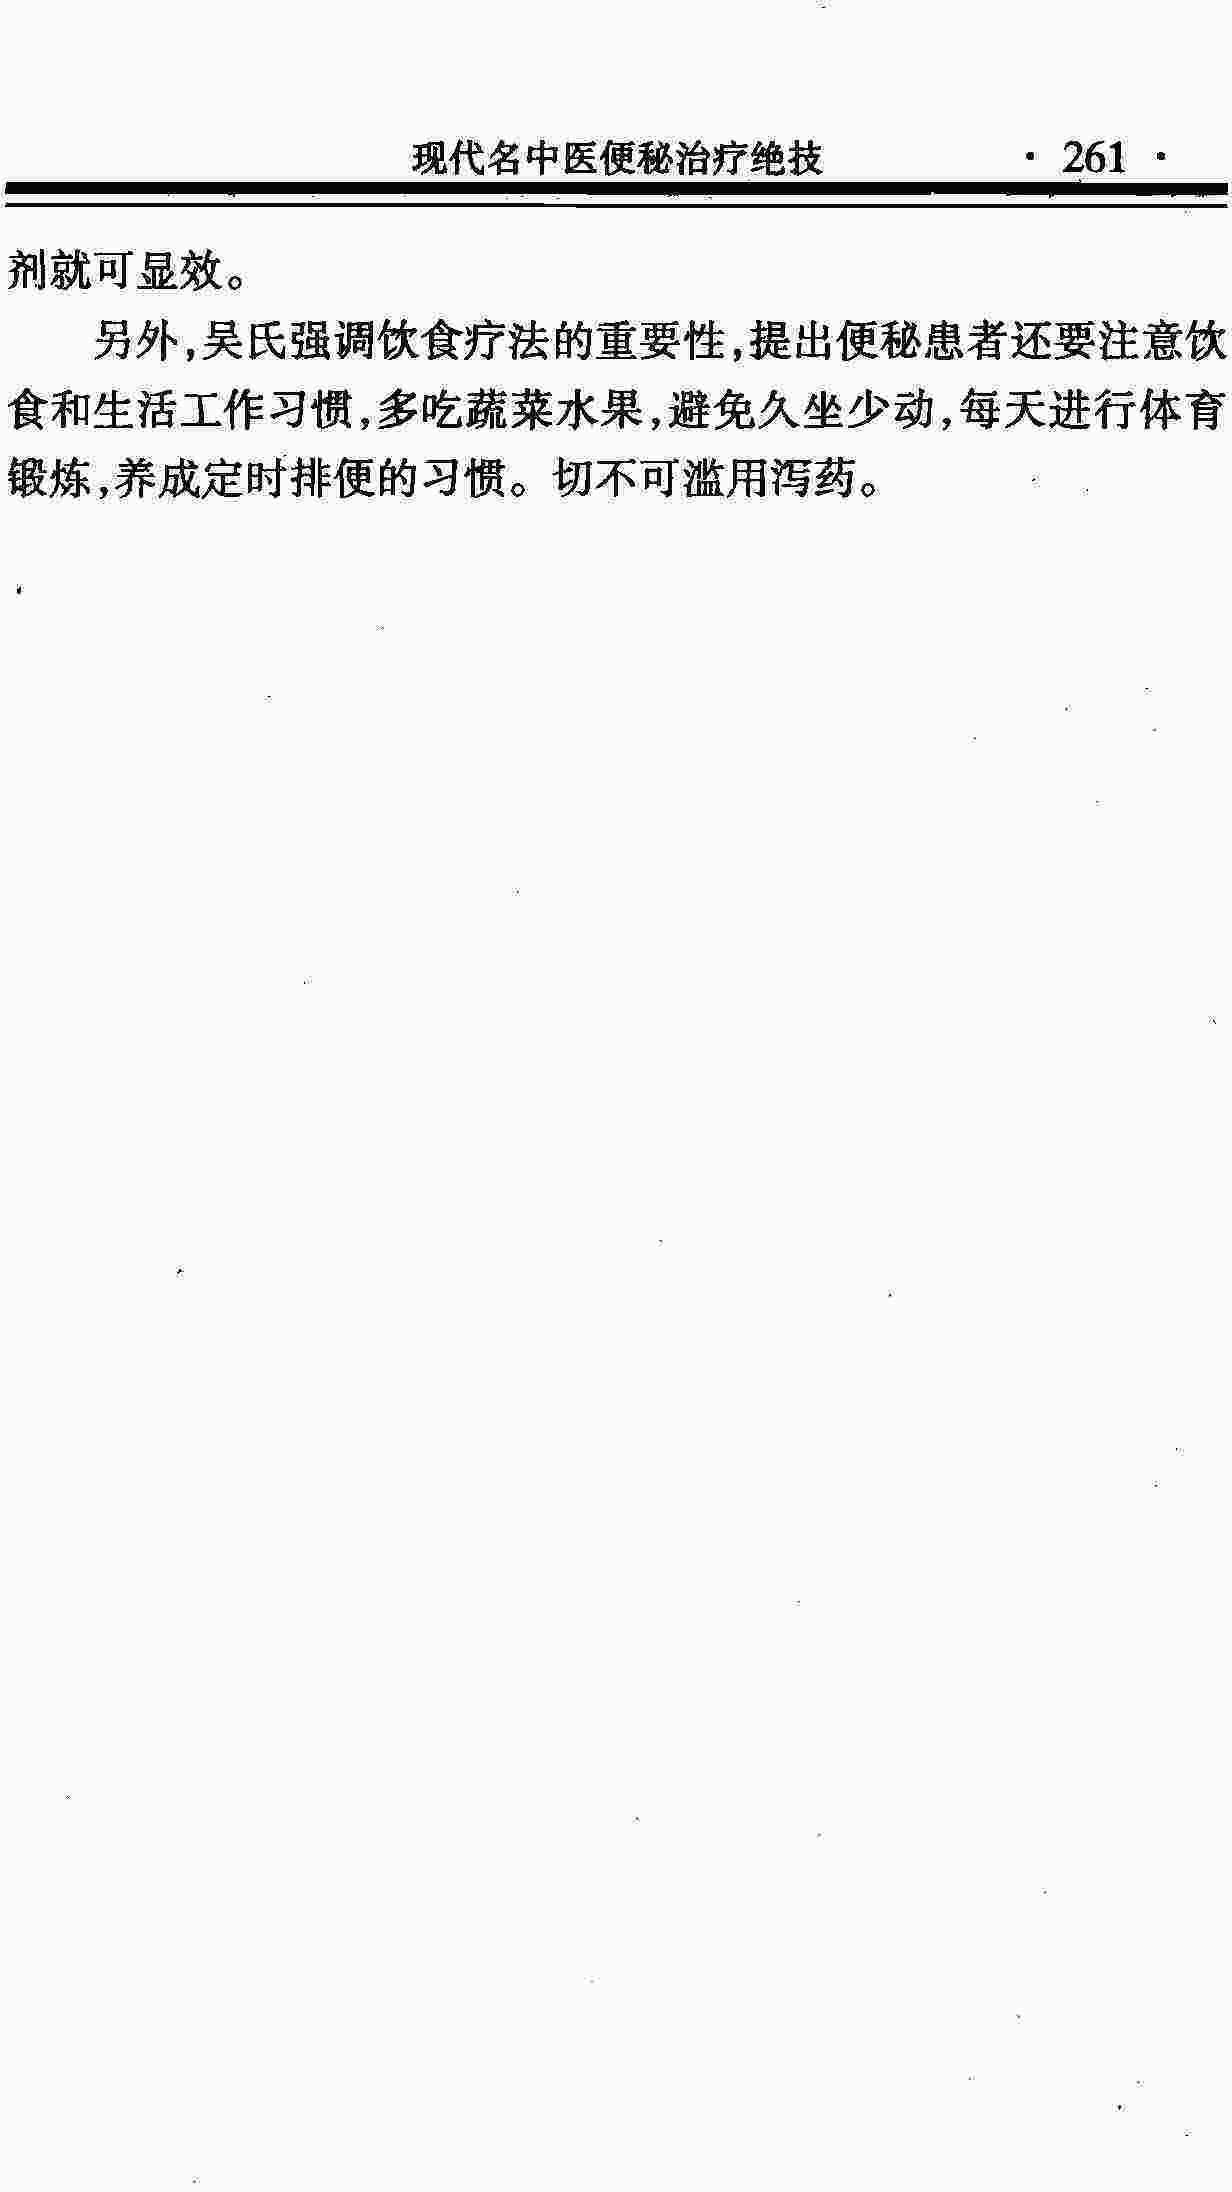 现代名中医便秘治疗绝技 · 261 ·
剂就可显效。
另外,吴氏强调饮食疗法的重要性,提出便秘患者还要注意饮
食和生活工作习惯,多吃蔬菜水果,避免久坐少动,每天进行体育
锻炼,养成定时排便的习惯。切不可滥用泻药。